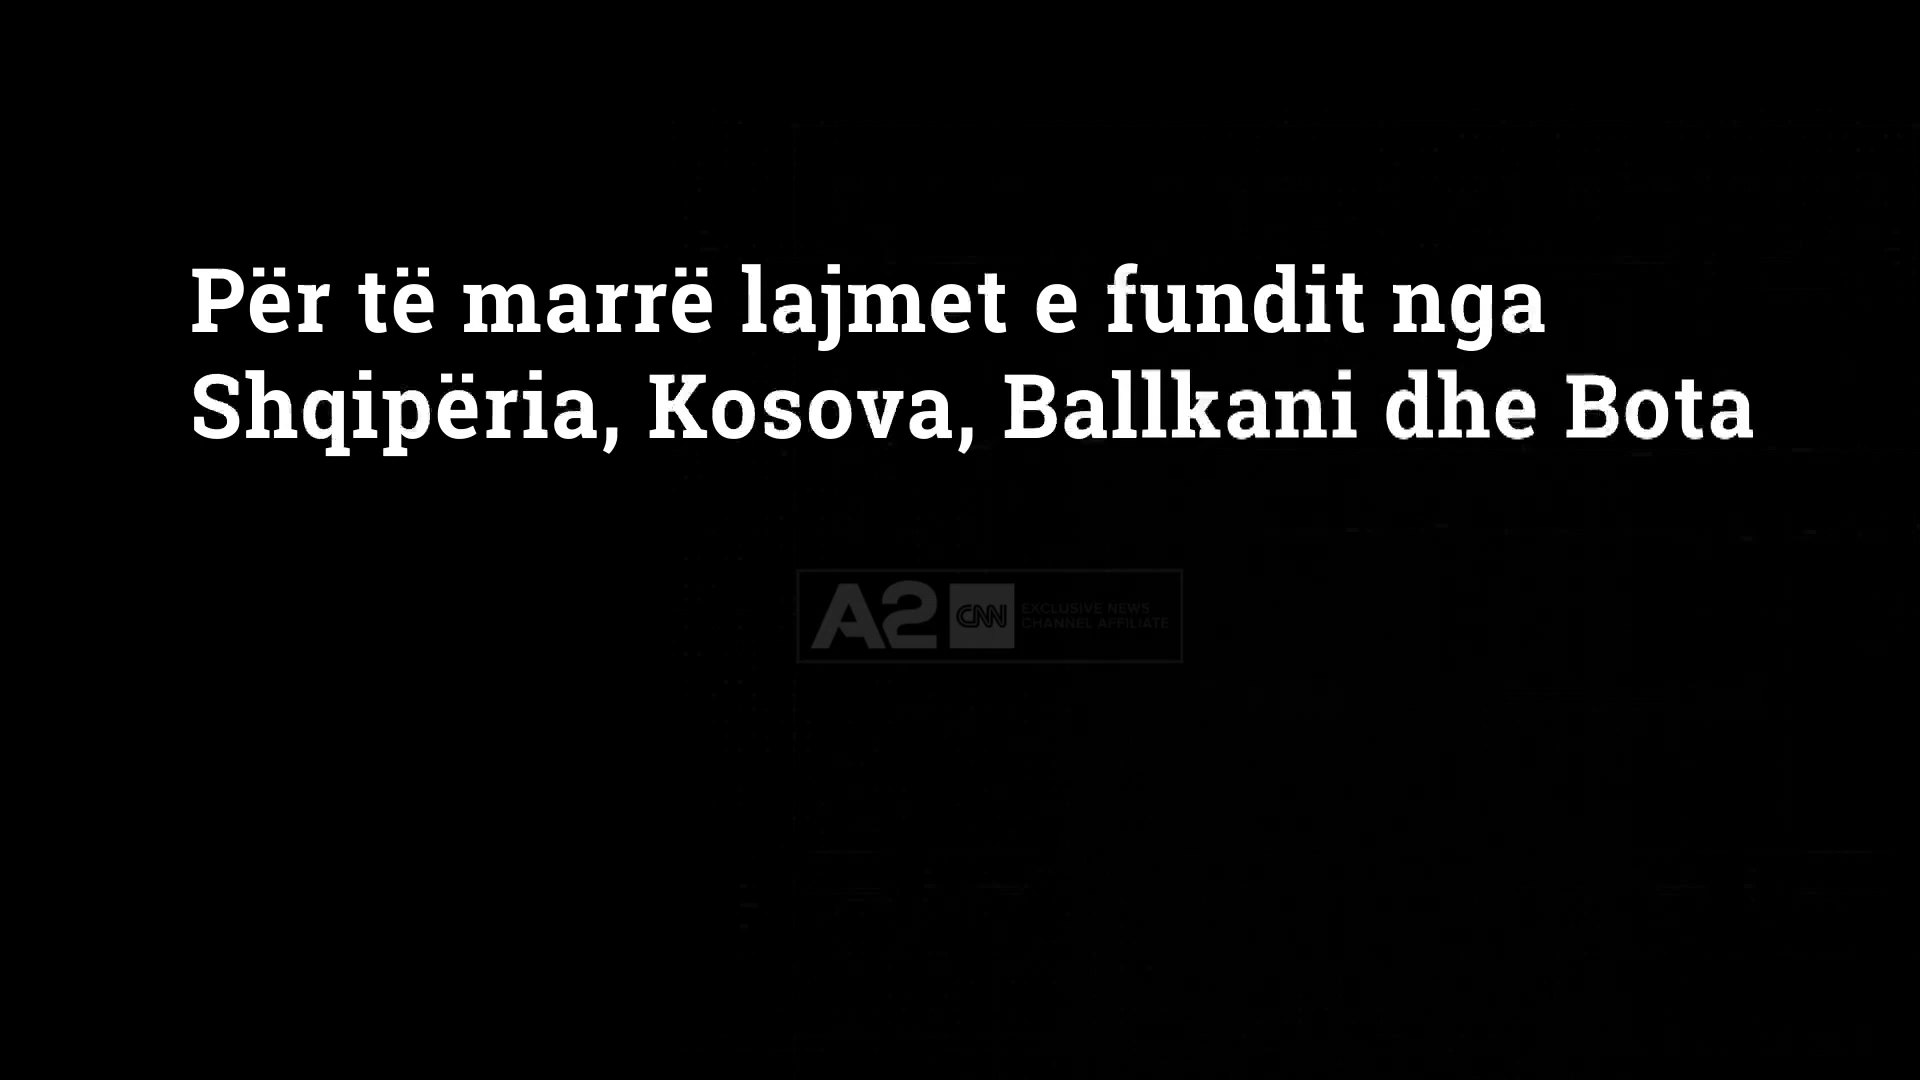 Për të marrë lajmet e fundit nga
Shqipëria, Kosova, Ballkani dhe Bota
A2 CNN EXCLUSIVE NEWS
CHANNEL AFFILIATE